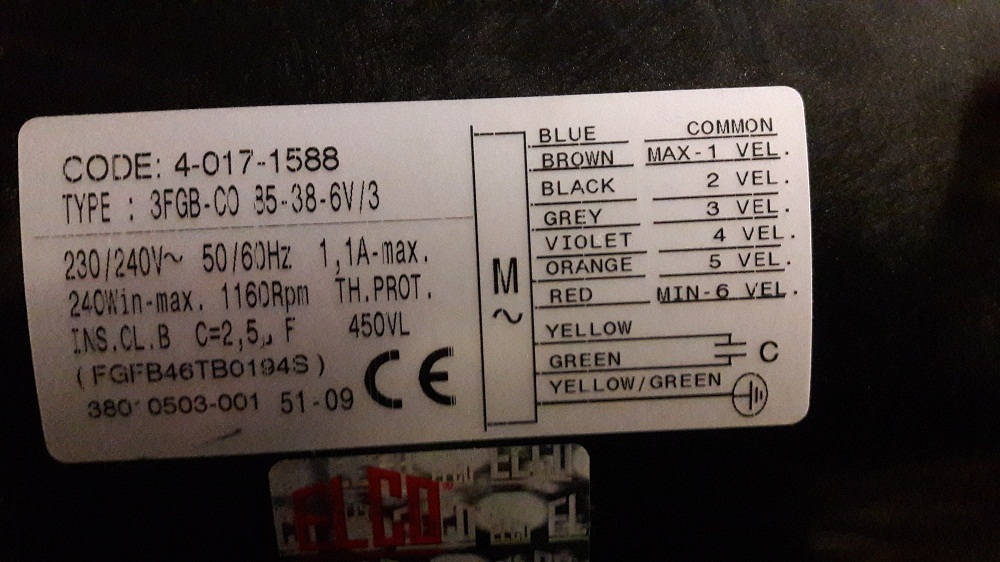 CODE: 4-017-1588
TYPE : 3FGB-CO 85-38-6V/3
230/240V~ 50/60Hz 1,1A-max.
240Win-max. 1160Rpm TH.PROT.
INS.CL.B C=2,5 F 450VL
(FGFB46TB0194S)
0503-001 51-09 CE
M
~
BLUE COMMON
BROWN MAX-1 VEL.
BLACK 2 VEL.
GREY 3 VEL.
VIOLET 4 VEL.
ORANGE 5 VEL.
RED MIN-6 VEL.
YELLOW
GREEN C
YELLOW/GREEN
ELCO